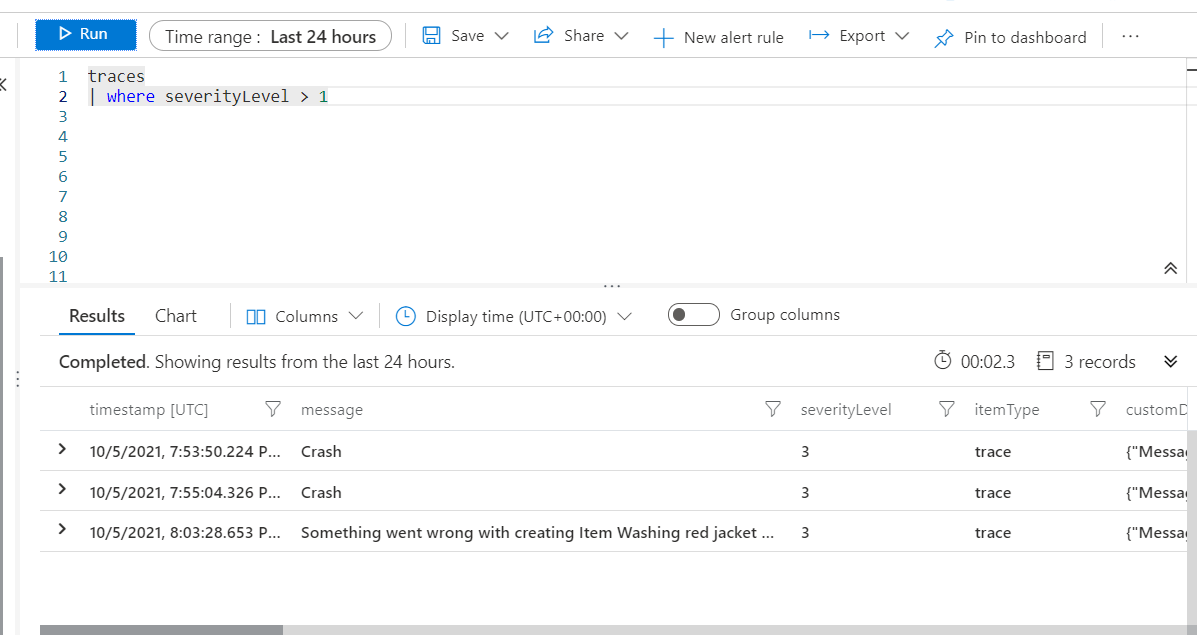 Run Time range : Last 24 hours Save Share New alert rule Export Pin to dashboard ...
1 traces
2 | where severityLevel > 1
3
4
5
6
7
8
9
10
11
Results Chart Columns Display time (UTC+00:00) Group columns
Completed. Showing results from the last 24 hours. 00:02.3 3 records
timestamp [UTC] message severityLevel itemType customD
10/5/2021, 7:53:50.224 P... Crash 3 trace {"Messag
10/5/2021, 7:55:04.326 P... Crash 3 trace {"Messag
10/5/2021, 8:03:28.653 P... Something went wrong with creating Item Washing red jacket ... 3 trace {"Messag